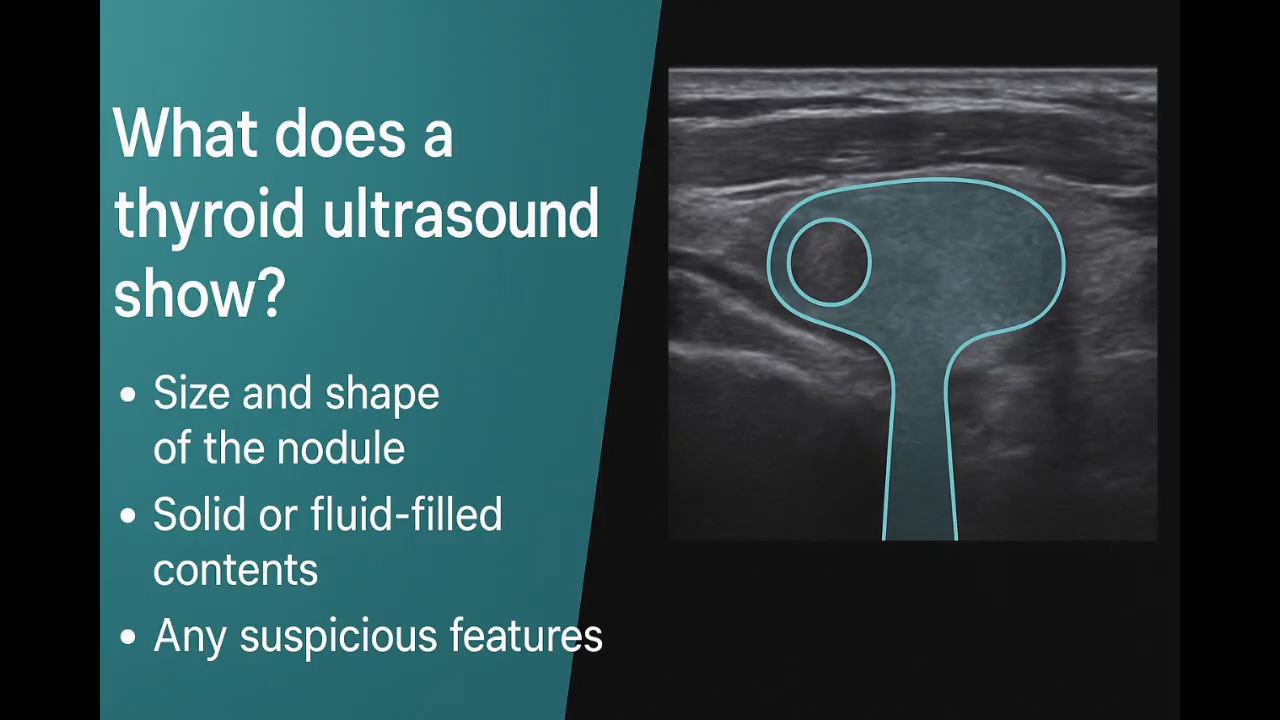 What does a
thyroid ultrasound
show?
• Size and shape
of the nodule
• Solid or fluid-filled
contents
• Any suspicious features